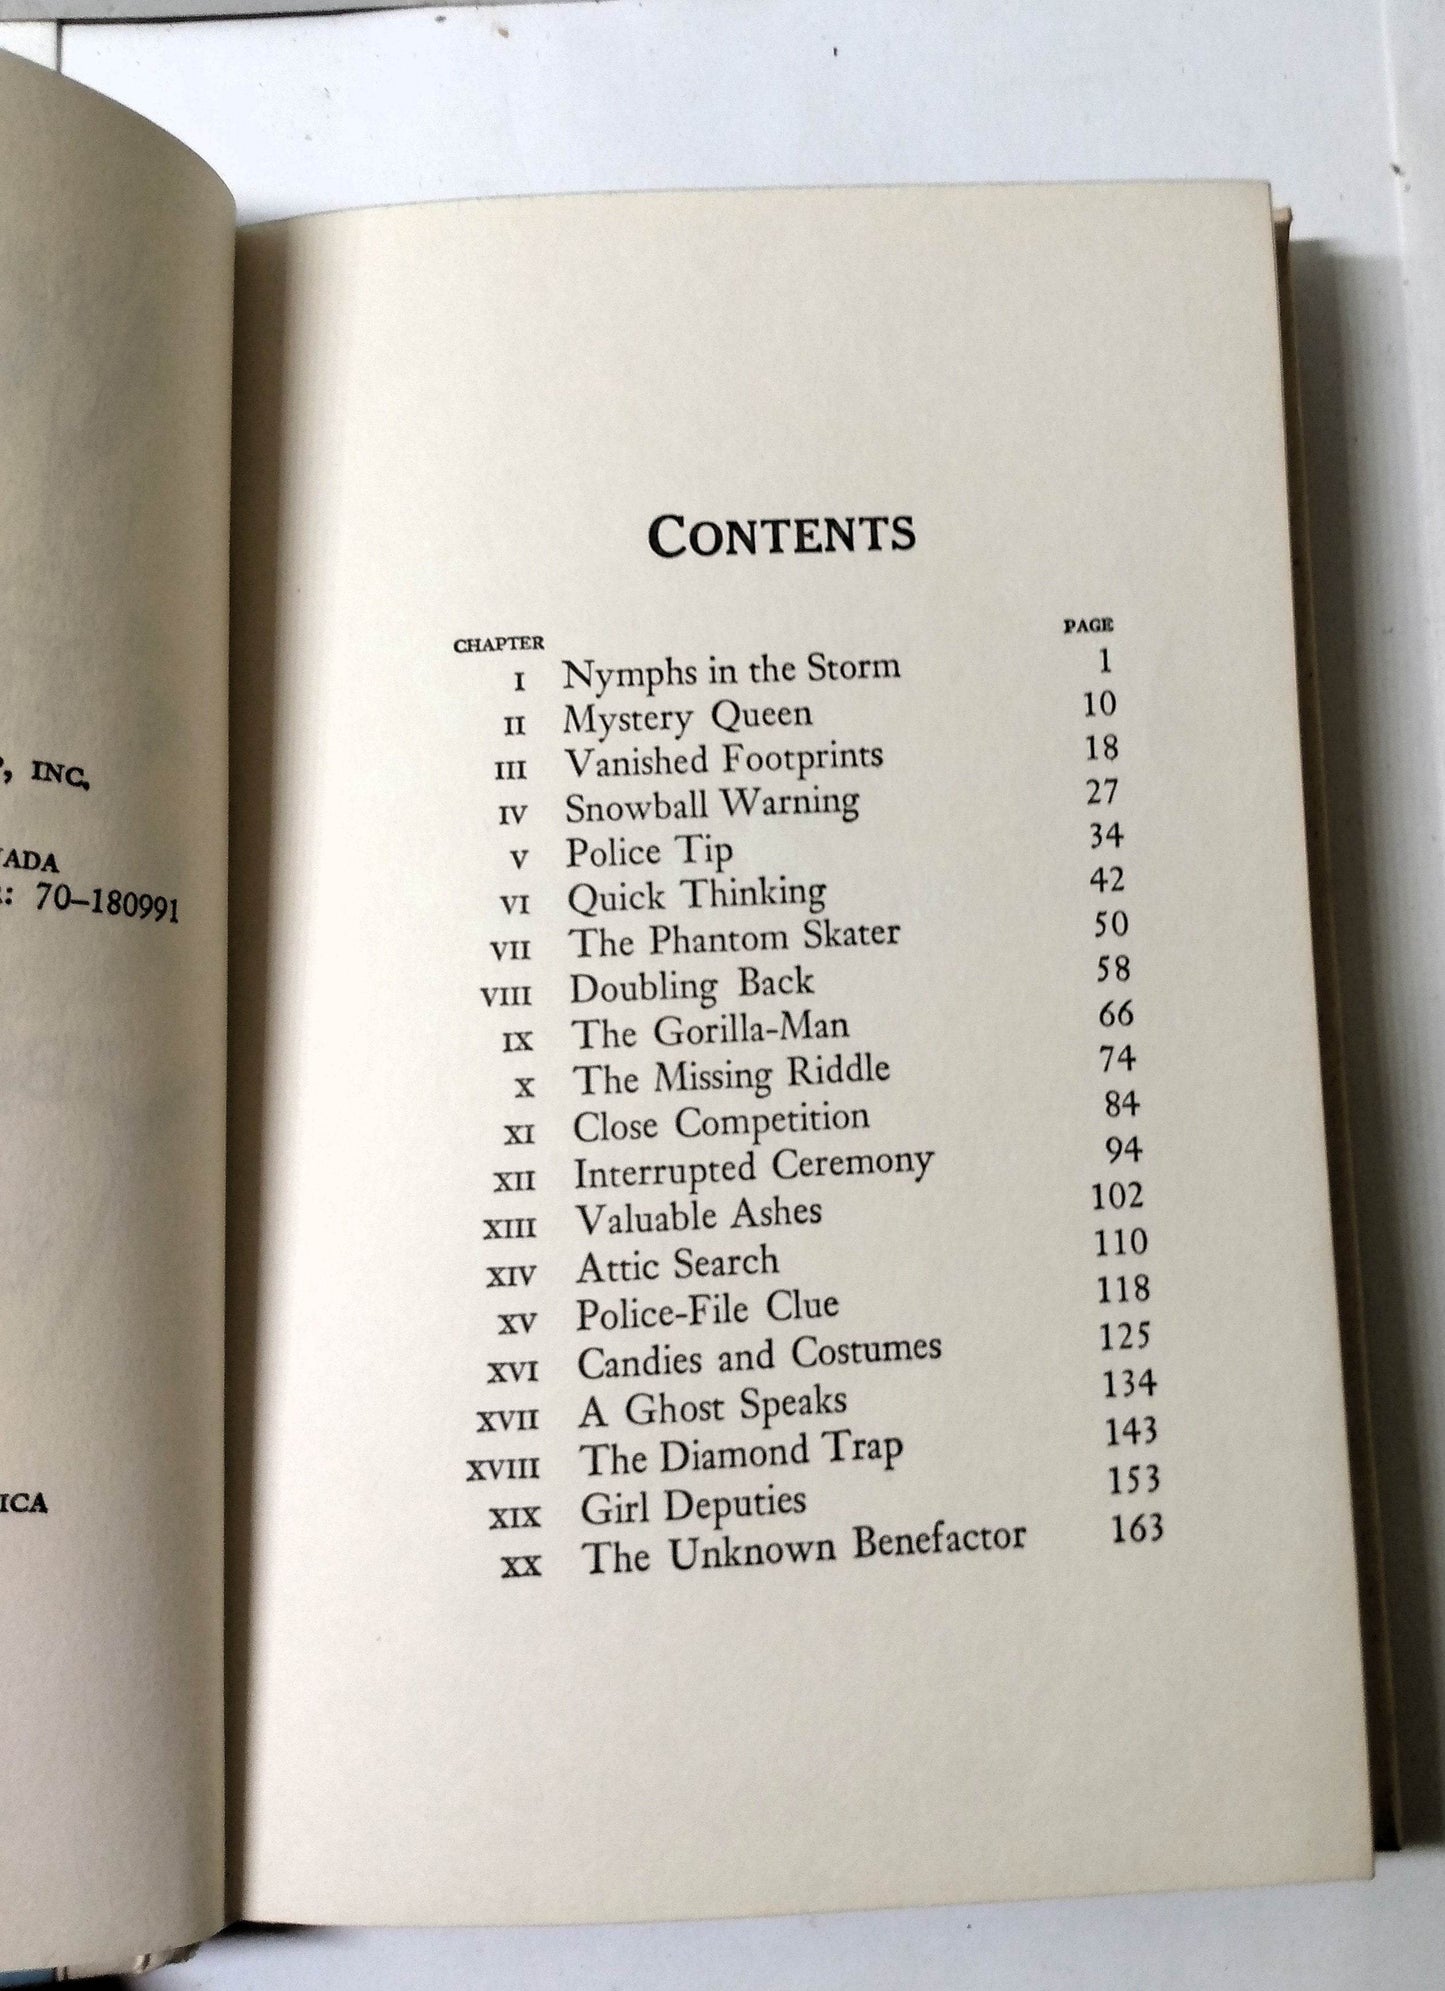 INC.
70–180991
CONTENTS
CHAPTER PAGE
I Nymphs in the Storm 1
II Mystery Queen 10
III Vanished Footprints 18
IV Snowball Warning 27
V Police Tip 34
VI Quick Thinking 42
VII The Phantom Skater 50
VIII Doubling Back 58
IX The Gorilla-Man 66
X The Missing Riddle 74
XI Close Competition 84
XII Interrupted Ceremony 94
XIII Valuable Ashes 102
XIV Attic Search 110
XV Police-File Clue 118
XVI Candies and Costumes 125
XVII A Ghost Speaks 134
XVIII The Diamond Trap 143
XIX Girl Deputies 153
XX The Unknown Benefactor 163